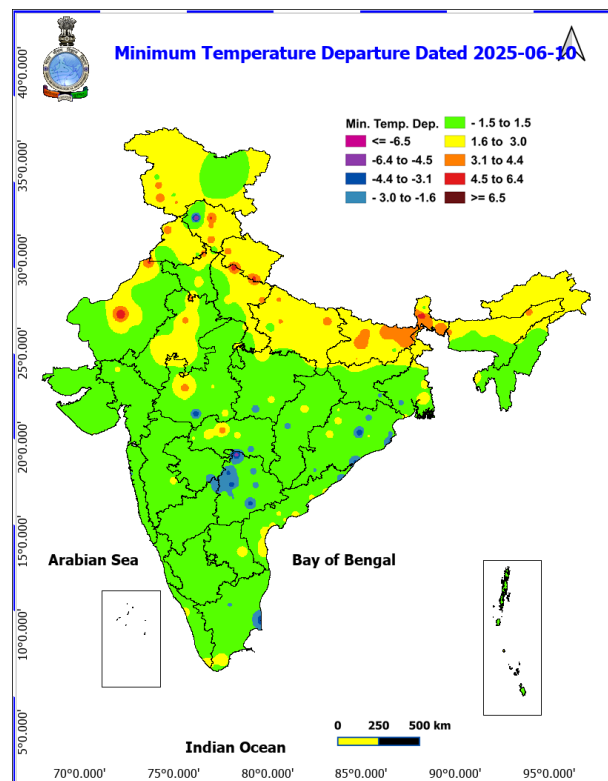 Minimum Temperature Departure Dated 2025-06-10
Min. Temp. Dep.
<= -6.5
-6.4 to -4.5
-4.4 to -3.1
- 3.0 to -1.6
- 1.5 to 1.5
1.6 to 3.0
3.1 to 4.4
4.5 to 6.4
>= 6.5
40°0.000'
35°0.000'
30°0.000'
25°0.000'
20°0.000'
15°0.000'
10°0.000'
5°0.000'
Arabian Sea
Bay of Bengal
0 250 500 km
Indian Ocean
70°0.000' 75°0.000' 80°0.000' 85°0.000' 90°0.000' 95°0.000'